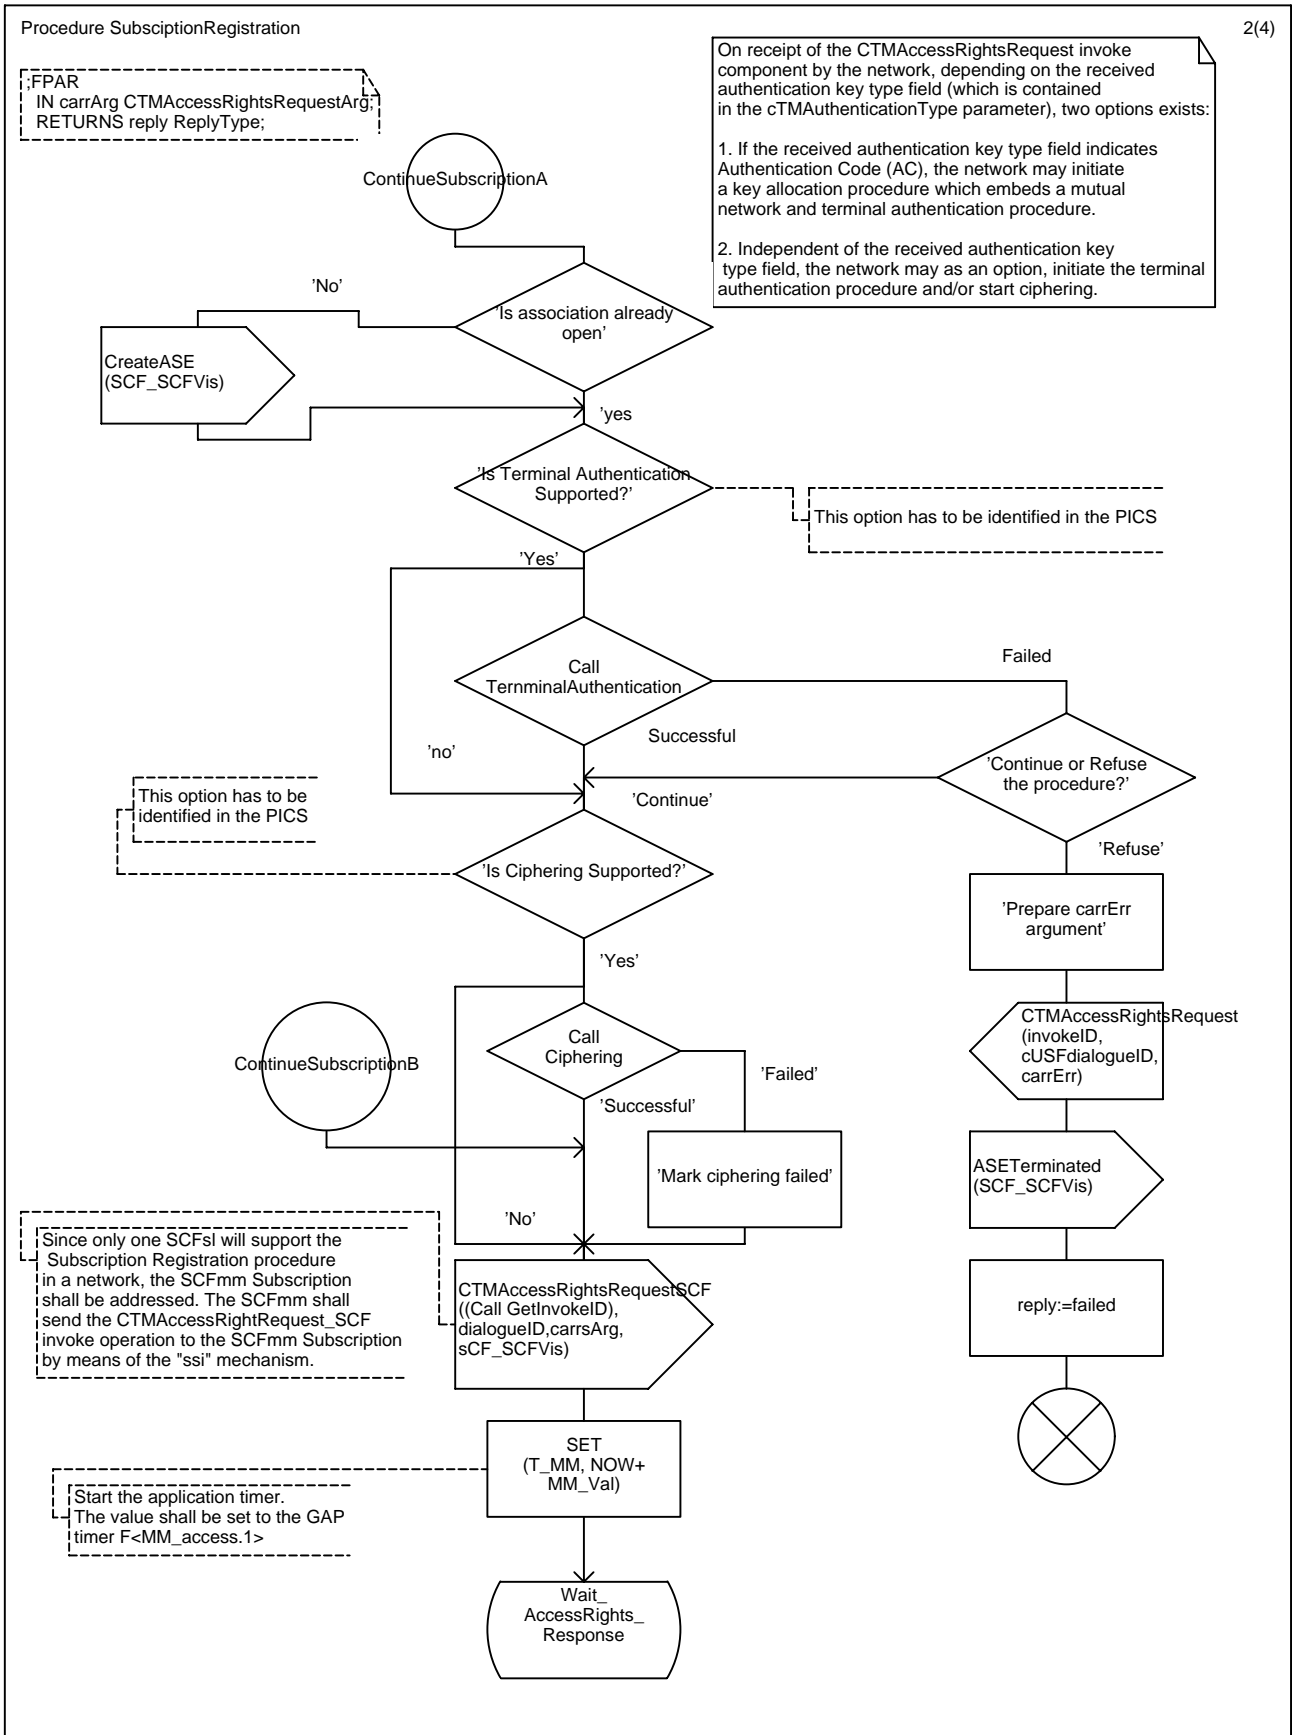 Procedure SubsciptionRegistration
2(4)
;FPAR
IN carrArg CTMAccessRightsRequestArg;
RETURNS reply ReplyType;
On receipt of the CTMAccessRightsRequest invoke
component by the network, depending on the received
authentication key type field (which is contained
in the cTMAuthenticationType parameter), two options exists:
1. If the received authentication key type field indicates
Authentication Code (AC), the network may initiate
a key allocation procedure which embeds a mutual
network and terminal authentication procedure.
2. Independent of the received authentication key
type field, the network may as an option, initiate the terminal
authentication procedure and/or start ciphering.
ContinueSubscriptionA
'No'
'Is association already
open'
CreateASE
(SCF_SCFVis)
'yes
'Is Terminal Authentication
Supported?'
This option has to be identified in the PICS
'Yes'
Call
TernminalAuthentication
Failed
Successful
'no'
'Continue or Refuse
the procedure?'
'Continue'
This option has to be
identified in the PICS
'Is Ciphering Supported?'
'Refuse'
'Prepare carrErr
argument'
'Yes'
CTMAccessRightsRequest
(invokeID,
cUSFdialogueID,
carrErr)
Call
Ciphering
ContinueSubscriptionB
'Failed'
'Successful'
'Mark ciphering failed'
ASETerminated
(SCF_SCFVis)
'No'
Since only one SCFsl will support the
Subscription Registration procedure
in a network, the SCFmm Subscription
shall be addressed. The SCFmm shall
send the CTMAccessRightRequest_SCF
invoke operation to the SCFmm Subscription
by means of the "ssi" mechanism.
CTMAccessRightsRequestSCF
((Call GetInvokeID),
dialogueID,carrsArg,
sCF_SCFVis)
reply:=failed
SET
(T_MM, NOW+
MM_Val)
Start the application timer.
The value shall be set to the GAP
timer F<MM_access.1>
Wait_
AccessRights_
Response